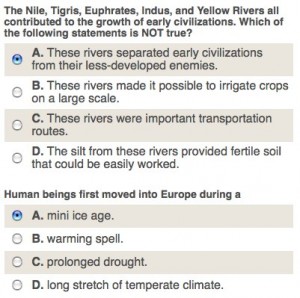 The Nile, Tigris, Euphrates, Indus, and Yellow Rivers all
contributed to the growth of early civilizations. Which of
the following statements is NOT true?
A. These rivers separated early civilizations
from their less-developed enemies.
B. These rivers made it possible to irrigate crops
on a large scale.
C. These rivers were important transportation
routes.
D. The silt from these rivers provided fertile soil
that could be easily worked.
Human beings first moved into Europe during a
A. mini ice age.
B. warming spell.
C. prolonged drought.
D. long stretch of temperate climate.